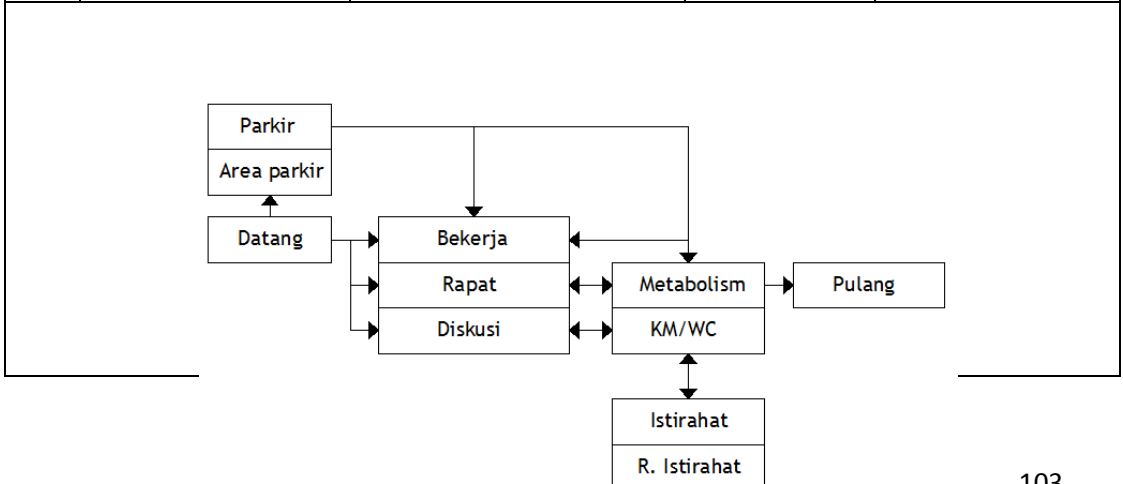 Parkir
Area parkir
Datang
Bekerja
Rapat
Metabolism
Pulang
Diskusi
KM/WC
Istirahat
R. Istirahat
103